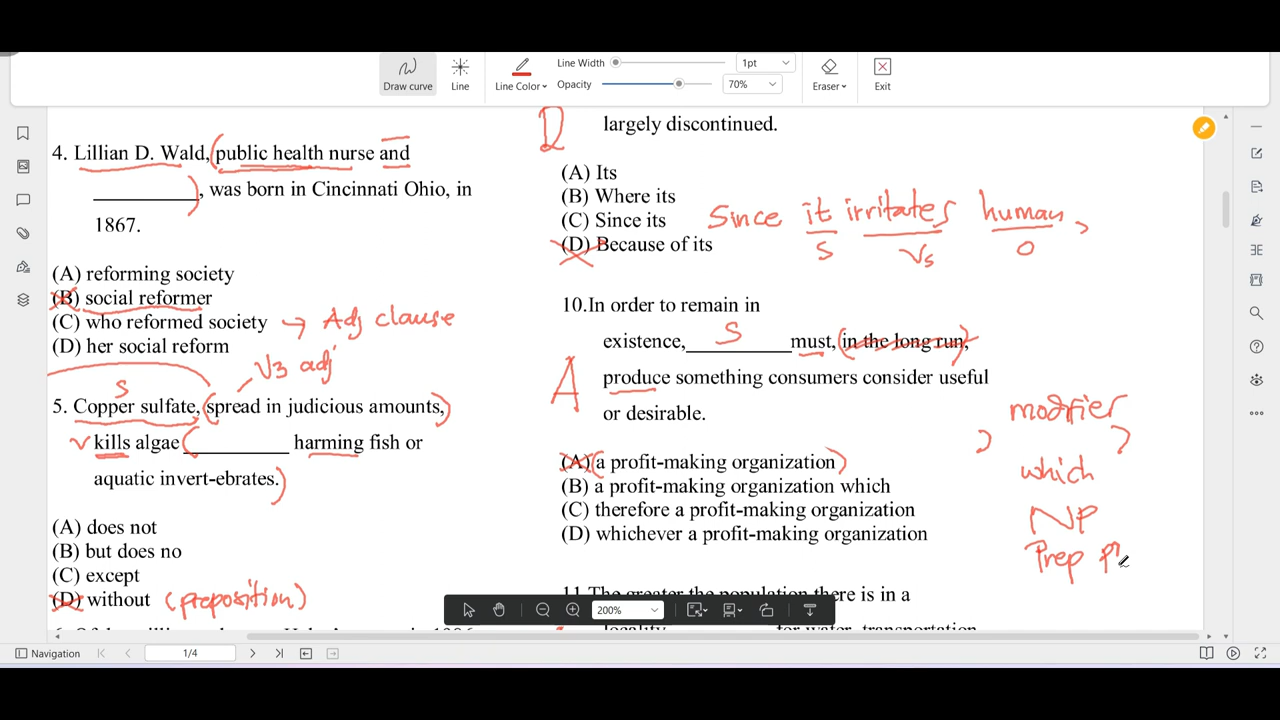 Draw curve
Line
Line Color
Line Width
1pt
Opacity
70%
Eraser
Exit
4. Lillian D. Wald, (public health nurse and
__________), was born in Cincinnati Ohio, in
1867.
(A) reforming society
(B) social reformer
(C) who reformed society → Adj clause
(D) her social reform
S
V3 adj
5. Copper sulfate, (spread in judicious amounts,)
V kills algae (__________ harming fish or
aquatic invert-ebrates.)
(A) does not
(B) but does no
(C) except
(D) without (preposition)
D
largely discontinued.
(A) Its
(B) Where its
(C) Since its
(D) Because of its
Since it irritates human,
S Vs O
10.In order to remain in
existence,__________must, (in the long run),
S
A
produce something consumers consider useful
or desirable.
(A) (a profit-making organization)
(B) a profit-making organization which
(C) therefore a profit-making organization
(D) whichever a profit-making organization
modifier
, ,
which
NP
Prep
200%
Navigation
1/4